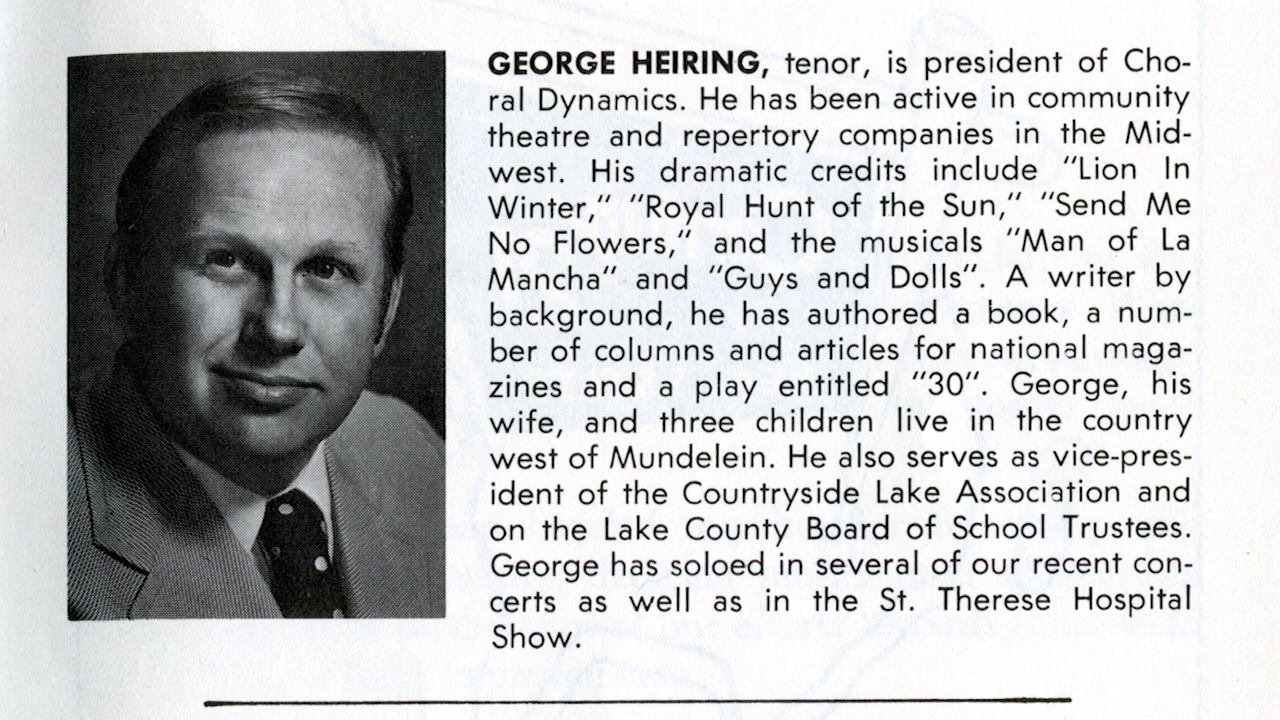 GEORGE HEIRING, tenor, is president of Cho-
ral Dynamics. He has been active in community
theatre and repertory companies in the Mid-
west. His dramatic credits include "Lion In
Winter," "Royal Hunt of the Sun," "Send Me
No Flowers," and the musicals "Man of La
Mancha" and "Guys and Dolls". A writer by
background, he has authored a book, a num-
ber of columns and articles for national maga-
zines and a play entitled "30". George, his
wife, and three children live in the country
west of Mundelein. He also serves as vice-pres-
ident of the Countryside Lake Association and
on the Lake County Board of School Trustees.
George has soloed in several of our recent con-
certs as well as in the St. Therese Hospital
Show.